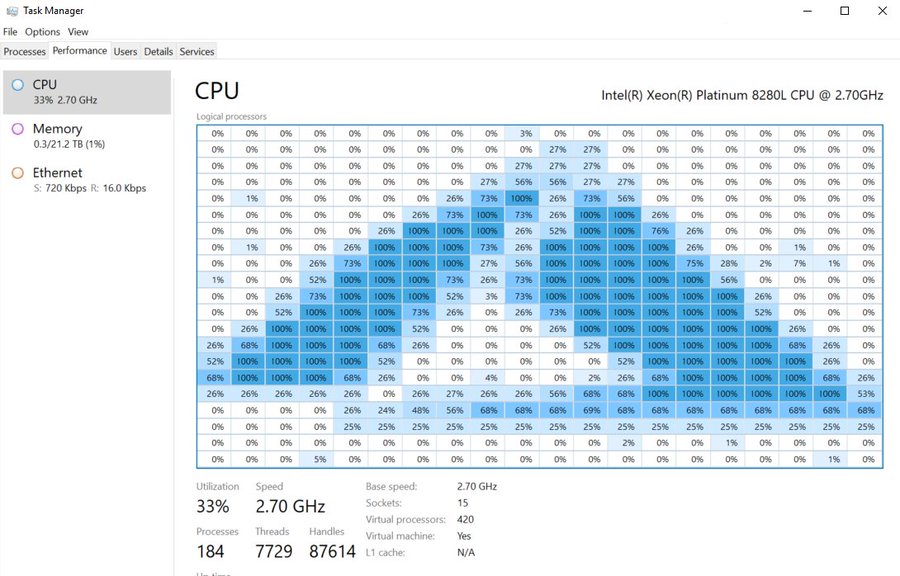 Task Manager
File Options View
Processes Performance Users Details Services
CPU
33% 2.70 GHz
Memory
0.3/21.2 TB (1%)
Ethernet
S: 720 Kbps R: 16.0 Kbps
CPU
Intel(R) Xeon(R) Platinum 8280L CPU @ 2.70GHz
Logical processors
0% 0% 0% 0% 0% 0% 0% 0% 0% 3% 0% 0% 0% 0% 0% 0% 0% 0% 0% 0%
0% 0% 0% 0% 0% 0% 0% 0% 0% 0% 27% 27% 0% 0% 0% 0% 0% 0% 0% 0%
0% 0% 0% 0% 0% 0% 0% 0% 0% 27% 27% 27% 0% 0% 0% 0% 0% 0% 0% 0%
0% 0% 0% 0% 0% 0% 0% 0% 27% 56% 56% 27% 27% 0% 0% 0% 0% 0% 0% 0%
0% 1% 0% 0% 0% 0% 0% 26% 73% 100% 26% 73% 56% 0% 0% 0% 0% 0% 0% 0%
0% 0% 0% 0% 0% 0% 26% 73% 100% 73% 26% 100% 100% 26% 0% 0% 0% 0% 0% 0%
0% 0% 0% 0% 0% 26% 100% 100% 100% 26% 52% 100% 100% 76% 26% 0% 0% 0% 0% 0%
0% 1% 0% 0% 26% 100% 100% 100% 73% 26% 100% 100% 100% 100% 26% 0% 0% 1% 0% 0%
0% 0% 0% 26% 73% 100% 100% 100% 27% 56% 100% 100% 100% 100% 75% 28% 2% 7% 1% 0%
1% 0% 0% 52% 100% 100% 100% 73% 26% 73% 100% 100% 100% 100% 100% 56% 0% 0% 0% 0%
0% 0% 26% 73% 100% 100% 100% 52% 3% 73% 100% 100% 100% 100% 100% 100% 26% 0% 0% 0%
0% 0% 52% 100% 100% 100% 73% 26% 0% 26% 73% 100% 100% 100% 100% 100% 52% 0% 0% 0%
0% 26% 100% 100% 100% 100% 52% 0% 0% 0% 26% 100% 100% 100% 100% 100% 100% 26% 0% 0%
26% 68% 100% 100% 100% 68% 26% 0% 0% 0% 0% 52% 100% 100% 100% 100% 100% 68% 26% 0%
52% 100% 100% 100% 100% 52% 0% 0% 0% 0% 0% 0% 52% 100% 100% 100% 100% 100% 26% 0%
68% 100% 100% 100% 68% 26% 0% 0% 4% 0% 0% 2% 26% 68% 100% 100% 100% 100% 68% 26%
26% 26% 26% 26% 26% 0% 26% 27% 26% 26% 56% 68% 68% 100% 100% 100% 100% 100% 100% 53%
0% 0% 0% 0% 26% 24% 48% 56% 68% 68% 68% 69% 68% 68% 68% 68% 68% 68% 68% 68%
0% 0% 0% 0% 25% 25% 25% 25% 25% 25% 25% 25% 25% 25% 25% 25% 25% 25% 25% 25%
0% 0% 0% 0% 0% 0% 0% 0% 0% 0% 0% 0% 2% 0% 0% 1% 0% 0% 0% 0%
0% 0% 0% 5% 0% 0% 0% 0% 0% 0% 0% 0% 0% 0% 0% 0% 0% 0% 1% 0%
Utilization Speed
33% 2.70 GHz
Processes Threads Handles
184 7729 87614
Base speed: 2.70 GHz
Sockets: 15
Virtual processors: 420
Virtual machine: Yes
L1 cache: N/A